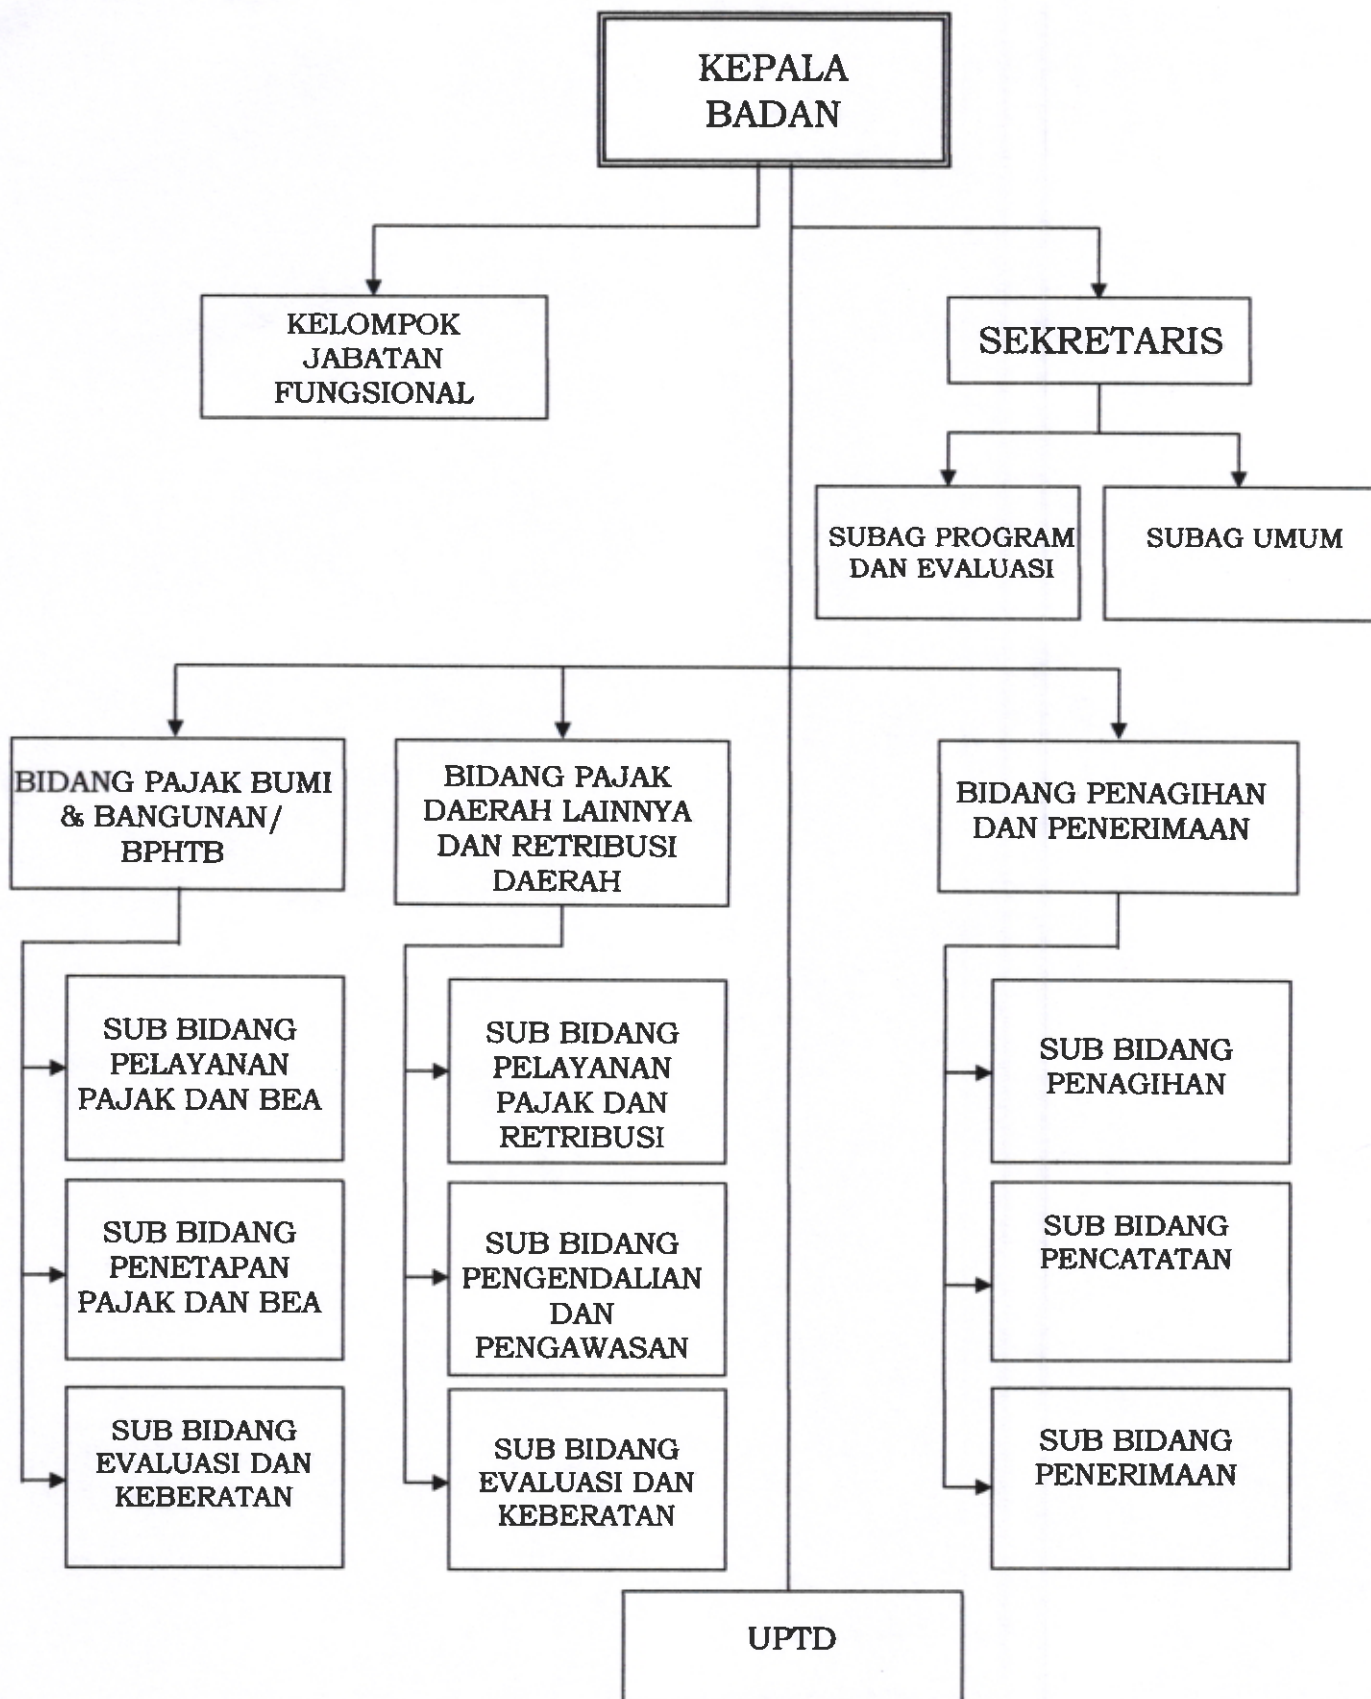 KEPALA
BADAN
KELOMPOK
JABATAN
FUNGSIONAL
SEKRETARIS
SUBAG PROGRAM
DAN EVALUASI
SUBAG UMUM
BIDANG PAJAK BUMI
& BANGUNAN/
BPHTB
BIDANG PAJAK
DAERAH LAINNYA
DAN RETRIBUSI
DAERAH
BIDANG PENAGIHAN
DAN PENERIMAAN
SUB BIDANG
PELAYANAN
PAJAK DAN BEA
SUB BIDANG
PENETAPAN
PAJAK DAN BEA
SUB BIDANG
EVALUASI DAN
KEBERATAN
SUB BIDANG
PELAYANAN
PAJAK DAN
RETRIBUSI
SUB BIDANG
PENGENDALIAN
DAN
PENGAWASAN
SUB BIDANG
EVALUASI DAN
KEBERATAN
SUB BIDANG
PENAGIHAN
SUB BIDANG
PENCATATAN
SUB BIDANG
PENERIMAAN
UPTD